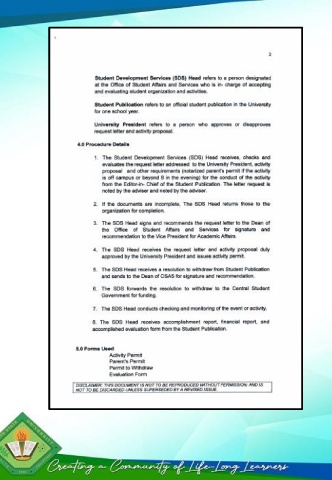 2
Student Development Services (SDS) Head refers to a person designated
at the Office of Student Affairs and Services who is in- charge of accepting
and evaluating student organization and activities.
Student Publication refers to an official student publication in the University
for one school year.
University President refers to a person who approves or disapproves
request letter and activity proposal.
4.0 Procedure Details
1. The Student Development Services (SDS) Head receives, checks and
evaluates the request letter addressed to the University President, activity
proposal and other requirements (notarized parent's permit if the activity
is off campus or beyond 8 in the evening) for the conduct of the activity
from the Editor-in- Chief of the Student Publication. The letter request is
noted by the adviser and noted by the adviser.
2. If the documents are incomplete, The SDS Head returns those to the
organization for completion.
3. The SDS Head signs and recommends the request letter to the Dean of
the Office of Student Affairs and Services for signature and
recommendation to the Vice President for Academic Affairs.
4. The SDS Head receives the request letter and activity proposal duly
approved by the University President and issues activity permit.
5. The SDS Head receives a resolution to withdraw from Student Publication
and sends to the Dean of OSAS for signature and recommendation.
6. The SDS forwards the resolution to withdraw to the Central Student
Government for funding.
7. The SDS Head conducts checking and monitoring of the event or activity.
8. The SDS Head receives accomplishment report, financial report, and
accomplished evaluation form from the Student Publication.
5.0 Forms Used
Activity Permit
Parent's Permit
Permit to Withdraw
Evaluation Form
DISCLAIMER: THIS DOCUMENT IS NOT TO BE REPRODUCED WITHOUT PERMISSION AND IS
NOT TO BE DISCARDED UNLESS SUPERSEDED BY A REVISED ISSUE.
Creating a Community of Life-Long Learners